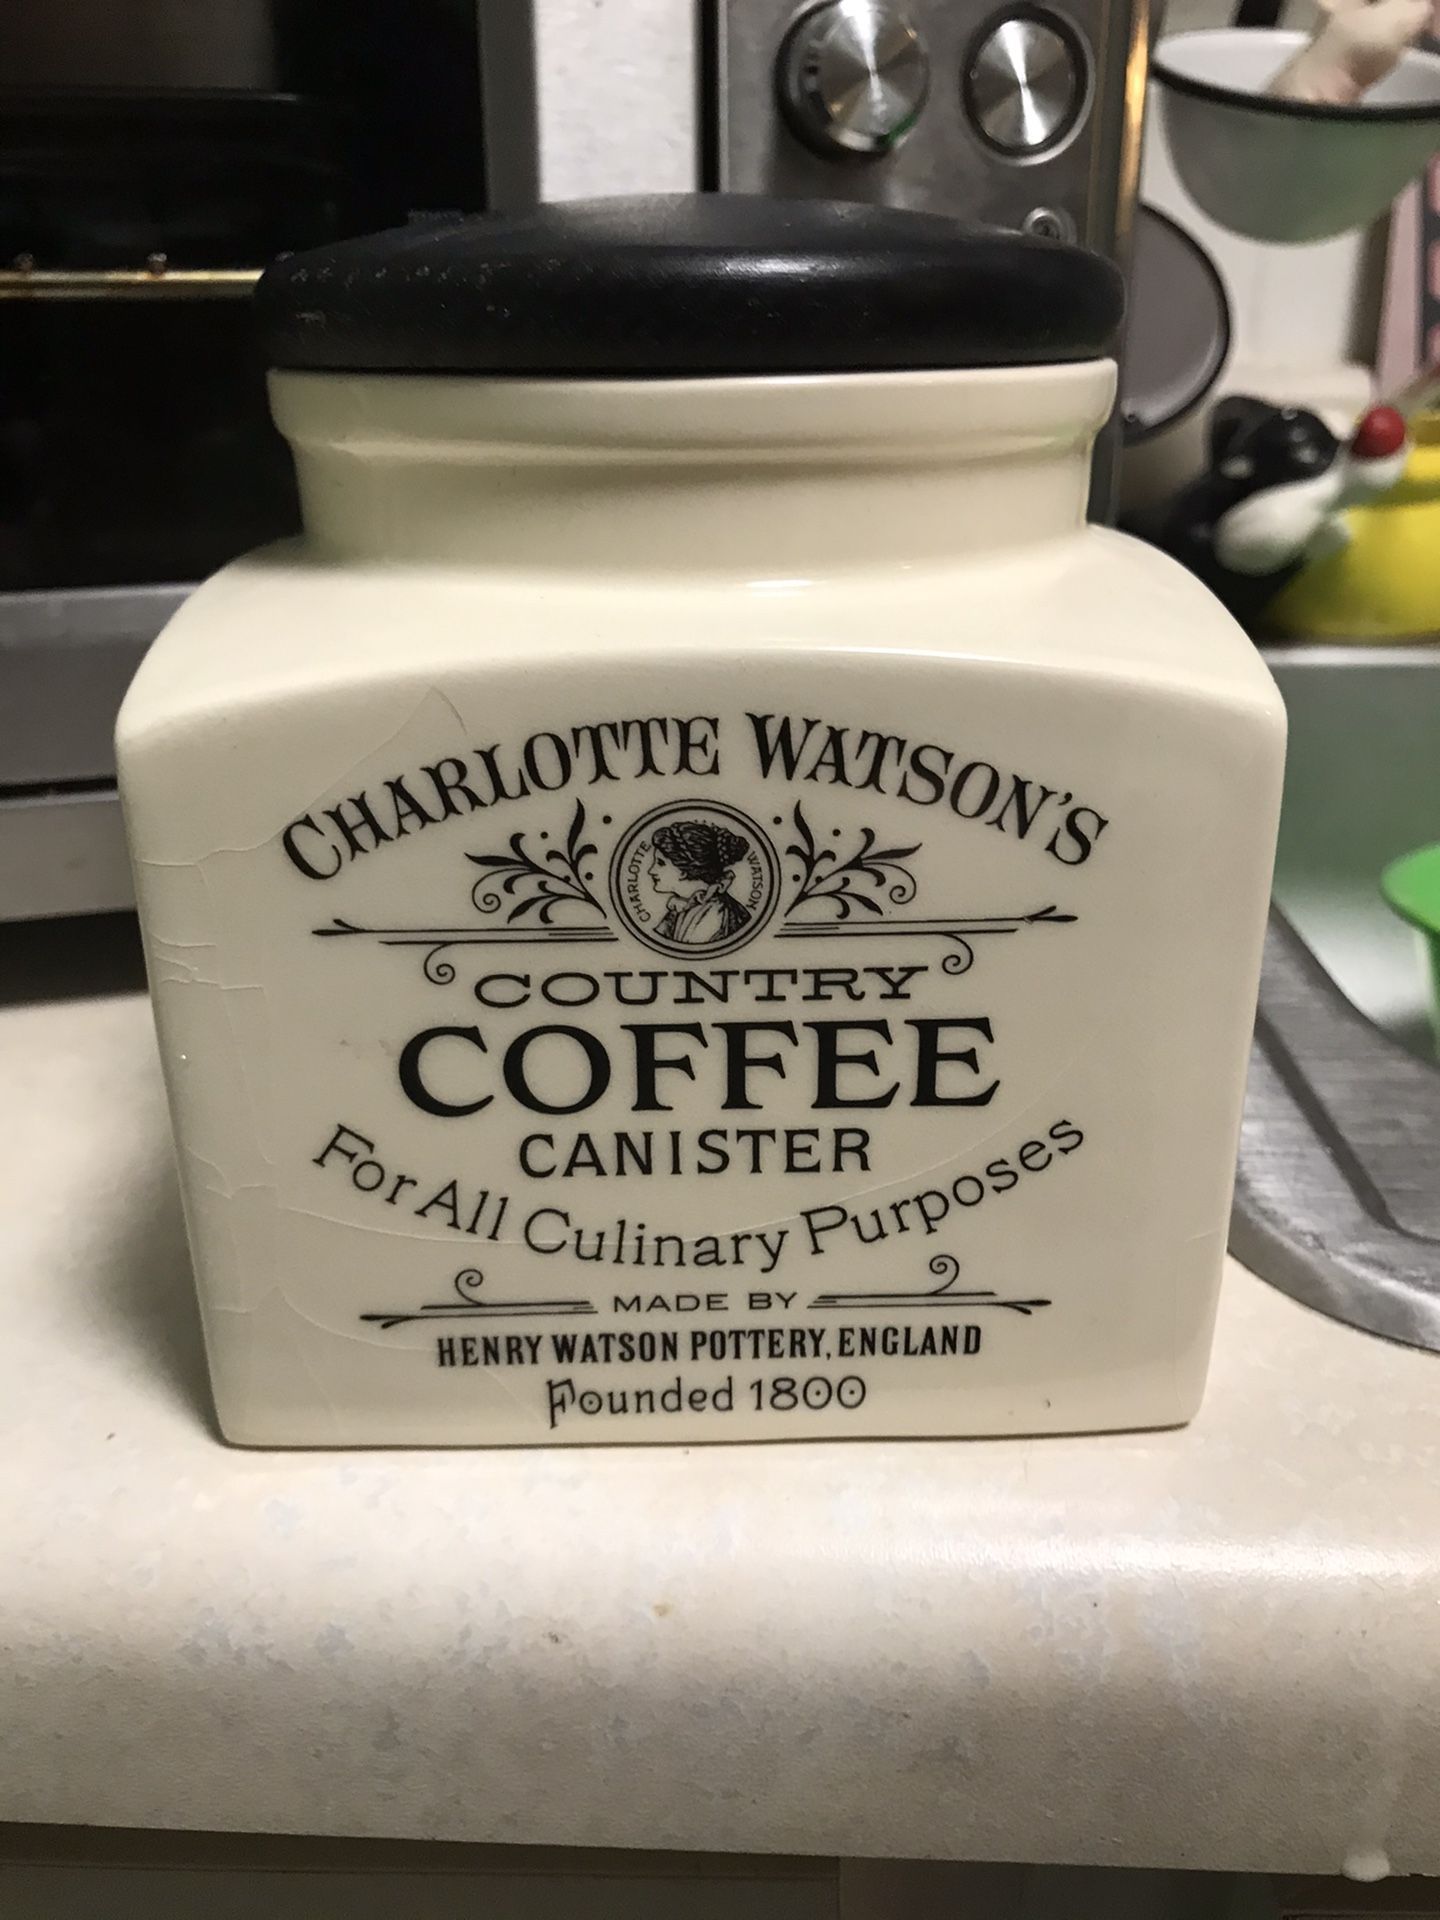 CHARLOTTE WATSON'S
CHARLOTTE WATSON
COUNTRY
COFFEE
CANISTER
For All Culinary Purposes
MADE BY
HENRY WATSON POTTERY, ENGLAND
Founded 1800